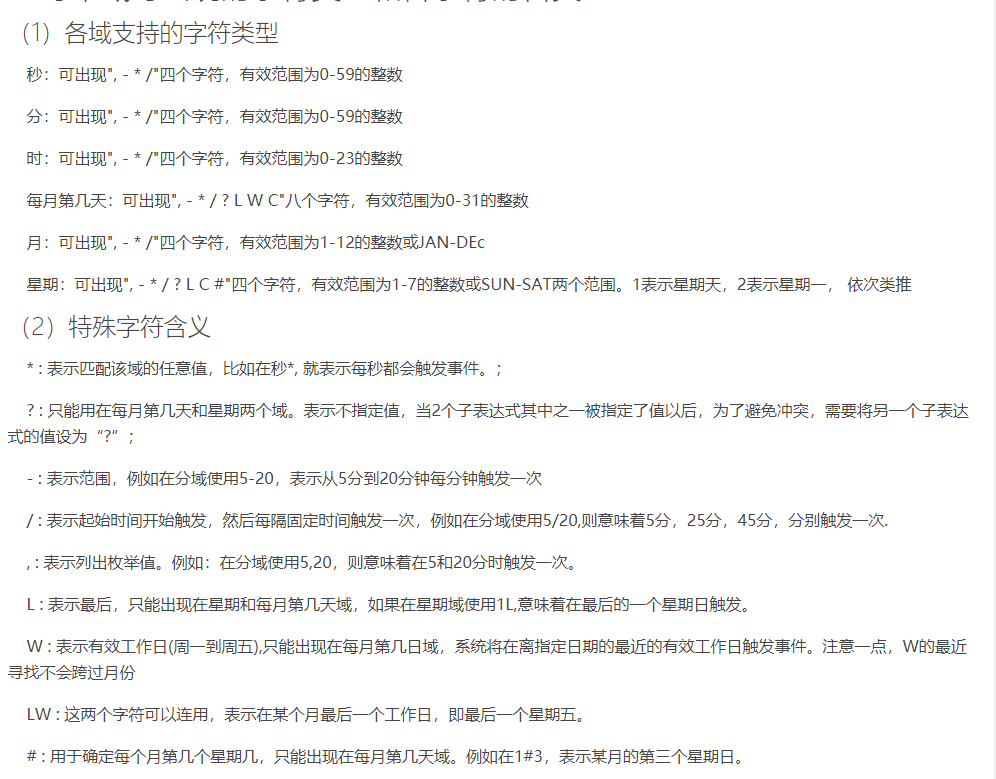 (1) 各域支持的字符类型
秒：可出现", - * /"四个字符，有效范围为0-59的整数
分：可出现", - * /"四个字符，有效范围为0-59的整数
时：可出现", - * /"四个字符，有效范围为0-23的整数
每月第几天：可出现", - * / ? L W C"八个字符，有效范围为0-31的整数
月：可出现", - * /"四个字符，有效范围为1-12的整数或JAN-DEc
星期：可出现", - * / ? L C #"四个字符，有效范围为1-7的整数或SUN-SAT两个范围。1表示星期天，2表示星期一， 依次类推
(2) 特殊字符含义
* : 表示匹配该域的任意值，比如在秒*, 就表示每秒都会触发事件。;
? : 只能用在每月第几天和星期两个域。表示不指定值，当2个子表达式其中之一被指定了值以后，为了避免冲突，需要将另一个子表达
式的值设为“?”；
- : 表示范围，例如在分域使用5-20，表示从5分到20分钟每分钟触发一次
/ : 表示起始时间开始触发，然后每隔固定时间触发一次，例如在分域使用5/20,则意味着5分，25分，45分，分别触发一次.
, : 表示列出枚举值。例如：在分域使用5,20，则意味着在5和20分时触发一次。
L : 表示最后，只能出现在星期和每月第几天域，如果在星期域使用1L,意味着在最后的一个星期日触发。
W : 表示有效工作日(周一到周五),只能出现在每月第几日域，系统将在离指定日期的最近的有效工作日触发事件。注意一点，W的最近
寻找不会跨过月份
LW : 这两个字符可以连用，表示在某个月最后一个工作日，即最后一个星期五。
# : 用于确定每个月第几个星期几，只能出现在每月第几天域。例如在1#3，表示某月的第三个星期日。